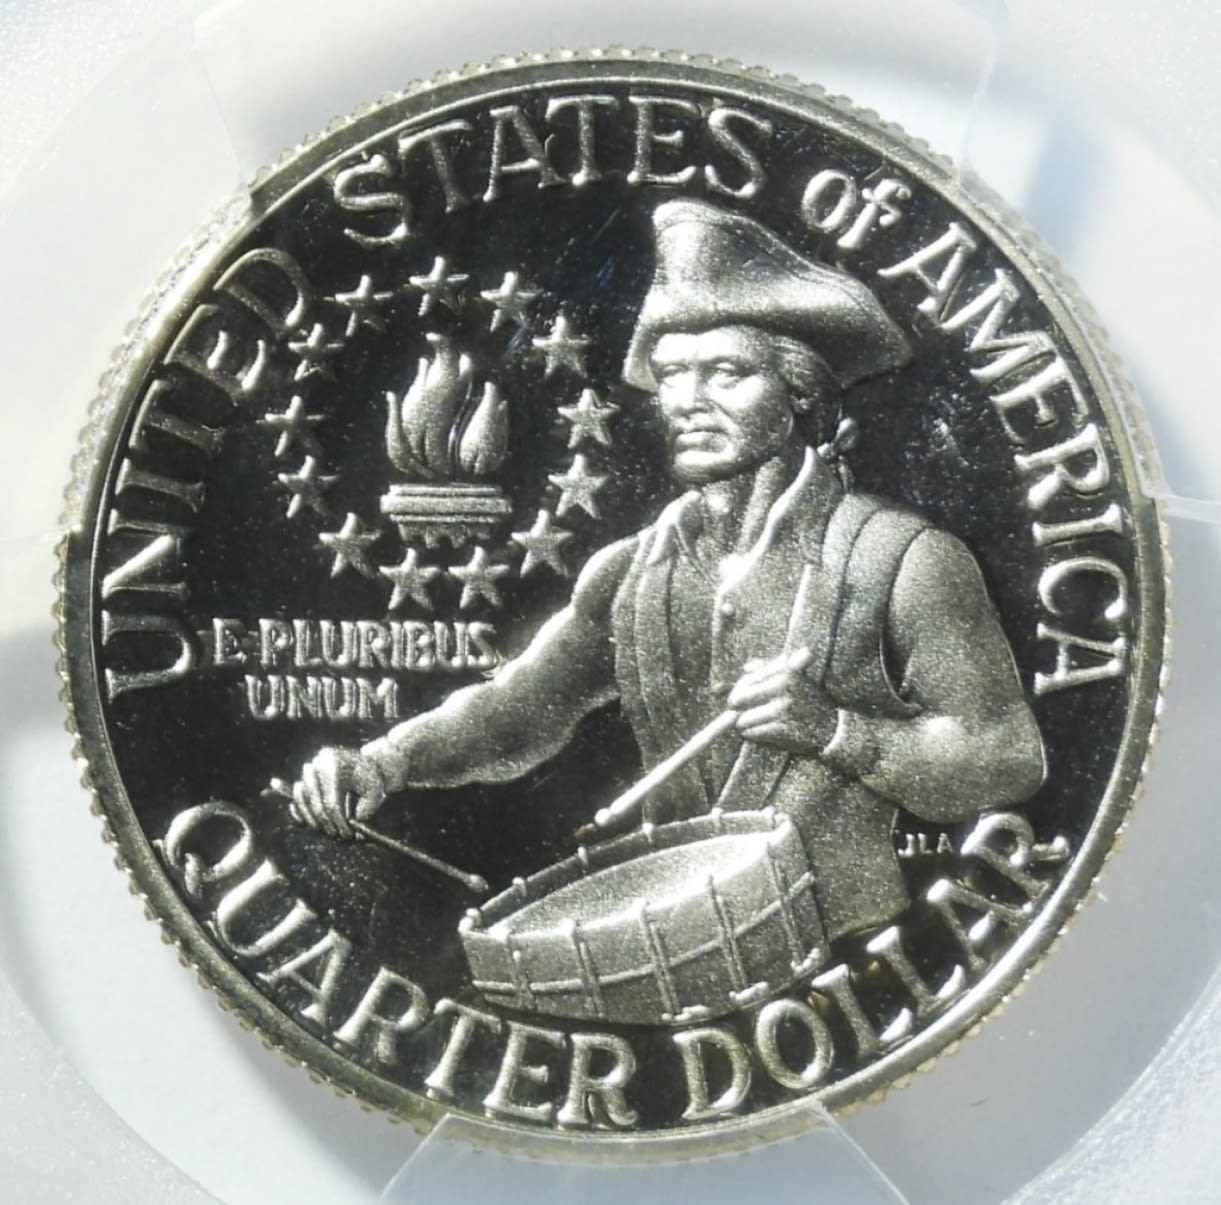 UNITED STATES of AMERICA
E·PLURIBUS
UNUM
JLA
QUARTER DOLLAR